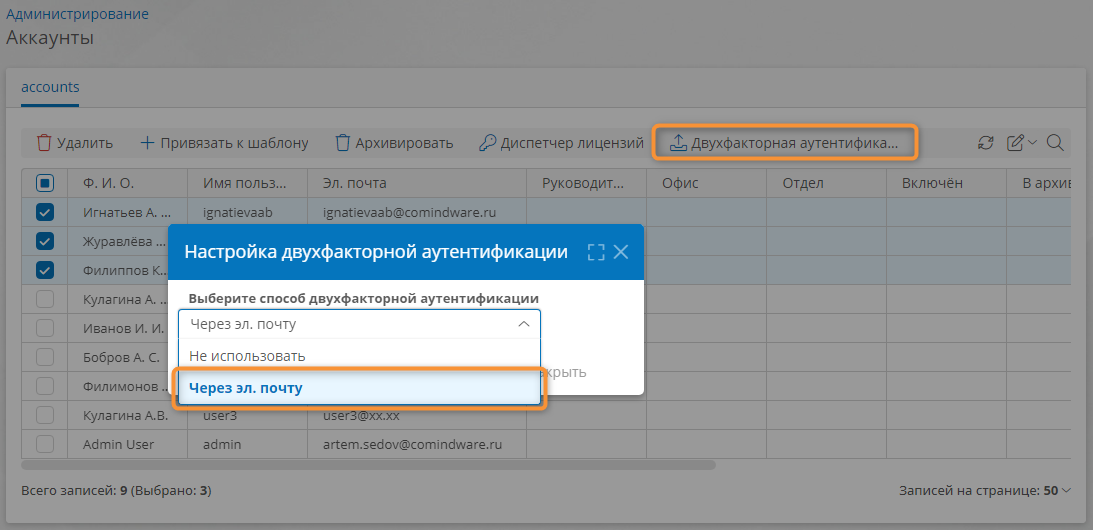 Администрирование
Аккаунты
accounts
Удалить Привязать к шаблону Архивировать Диспетчер лицензий Двухфакторная аутентифика...
Ф. И. О. Имя польз... Эл. почта Руководит... Офис Отдел Включён В архив
Игнатьев А. ... ignatievaab ignatievaab@comindware.ru
Журавлёва ...
Филиппов К...
Кулагина А. ...
Иванов И. И.
Бобров А. С.
Филимонов ...
Кулагина А.В. user3 user3@xx.xx
Admin User admin artem.sedov@comindware.ru
Настройка двухфакторной аутентификации
Выберите способ двухфакторной аутентификации
Через эл. почту
Не использовать
Через эл. почту
крыть
Всего записей: 9 (Выбрано: 3) Записей на странице: 50